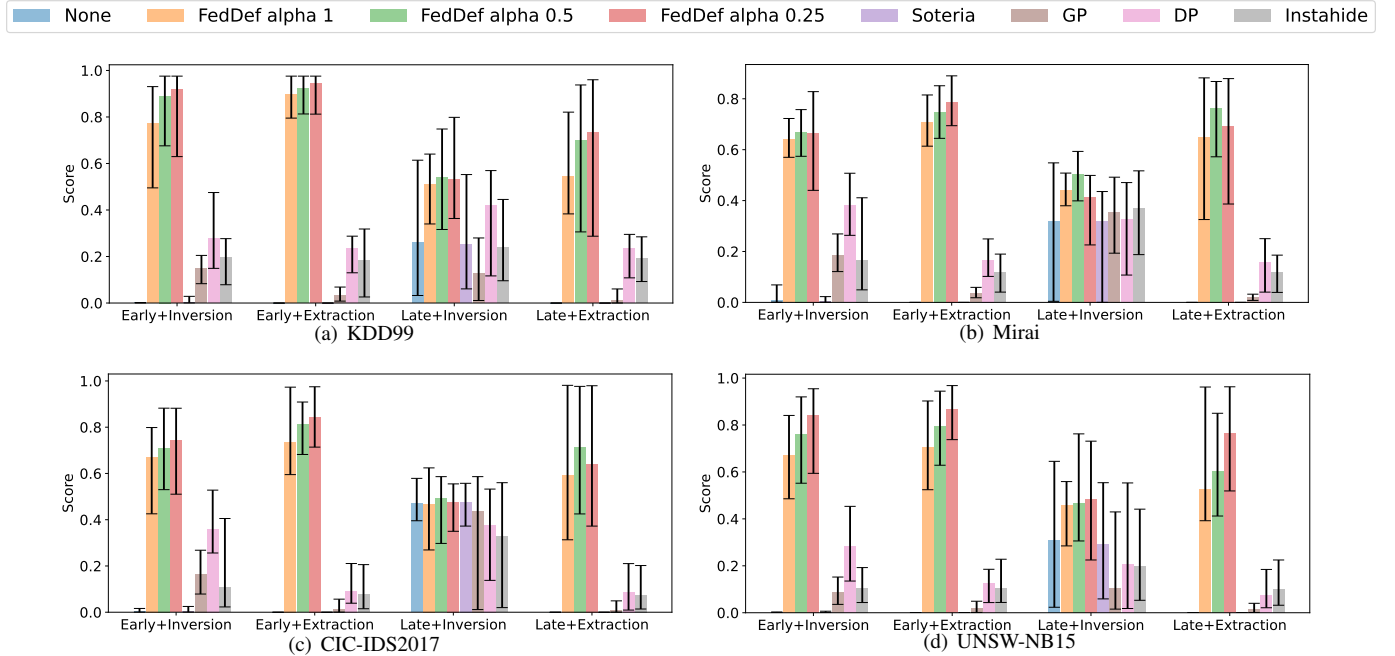 None FedDef alpha 1 FedDef alpha 0.5 FedDef alpha 0.25 Soteria GP DP Instahide
Score
1.0
0.8
0.6
0.4
0.2
0.0
Early+Inversion Early+Extraction Late+Inversion Late+Extraction
(a) KDD99
Score
0.8
0.6
0.4
0.2
0.0
Early+Inversion Early+Extraction Late+Inversion Late+Extraction
(b) Mirai
Score
1.0
0.8
0.6
0.4
0.2
0.0
Early+Inversion Early+Extraction Late+Inversion Late+Extraction
(c) CIC-IDS2017
Score
1.0
0.8
0.6
0.4
0.2
0.0
Early+Inversion Early+Extraction Late+Inversion Late+Extraction
(d) UNSW-NB15